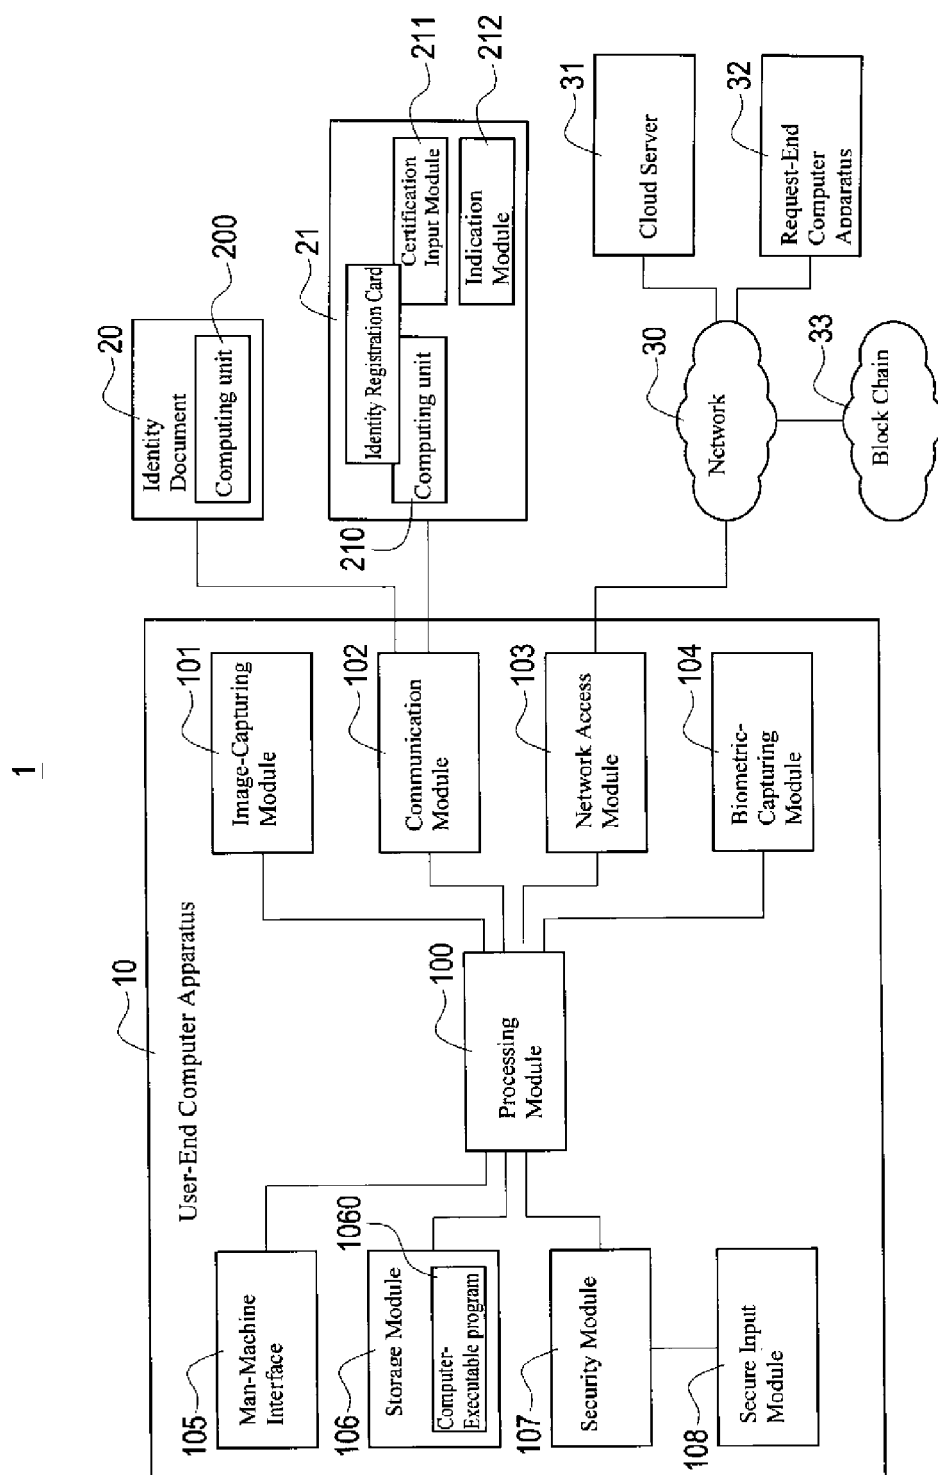 1
10
User-End Computer Apparatus
105
Man-Machine
Interface
106
Storage Module
1060
Computer-
Executable program
107
Security Module
108
Secure Input
Module
100
Processing
Module
101
Image-Capturing
Module
102
Communication
Module
103
Network Access
Module
104
Biometric-
Capturing
Module
20
Identity
Document
200
Computing unit
21
Identity Registration Card
210
Computing unit
211
Certification
Input Module
212
Indication
Module
30
Network
31
Cloud Server
32
Request-End
Computer
Apparatus
33
Block Chain